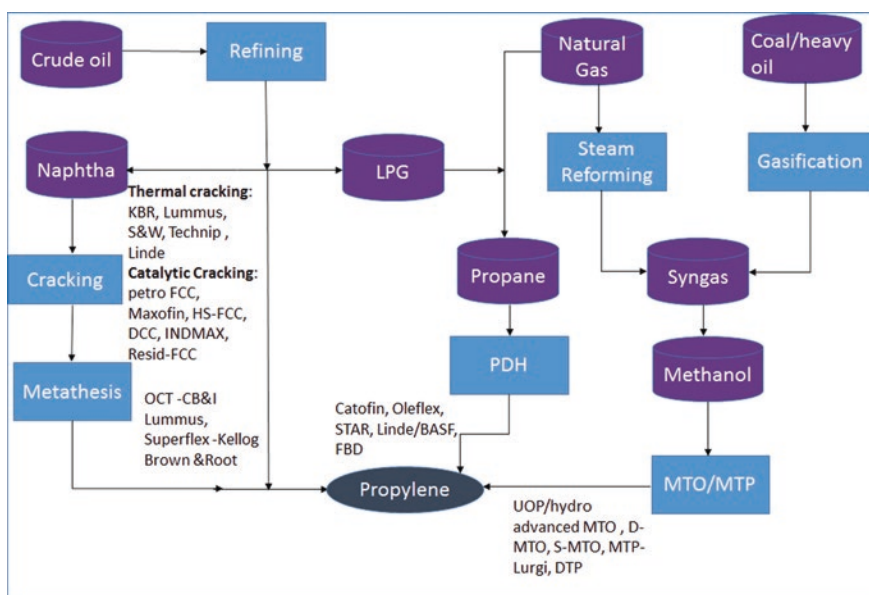 Crude oil
Refining
Natural
Gas
Coal/heavy
oil
Naphtha
LPG
Steam
Reforming
Gasification
Thermal cracking:
KBR, Lummus,
S&W, Technip ,
Linde
Catalytic Cracking:
petro FCC,
Maxofin, HS-FCC,
DCC, INDMAX,
Resid-FCC
Cracking
Propane
Syngas
Metathesis
PDH
Methanol
OCT -CB&I
Lummus,
Superflex -Kellog
Brown &Root
Catofin, Oleflex,
STAR, Linde/BASF,
FBD
Propylene
MTO/MTP
UOP/hydro
advanced MTO , D-
MTO, S-MTO, MTP-
Lurgi, DTP